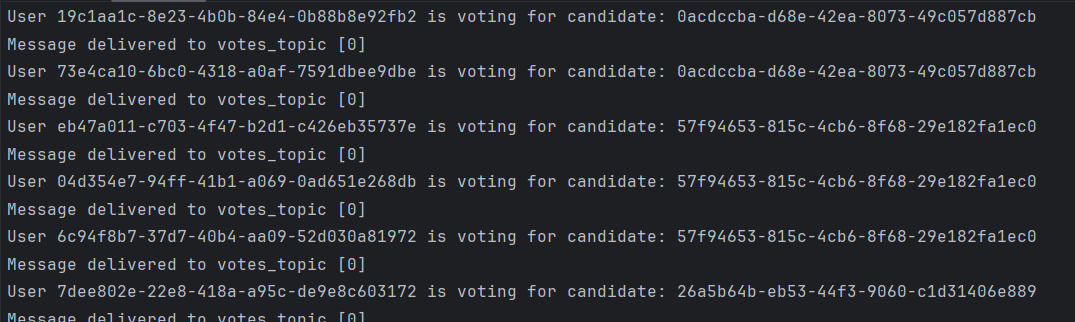 User 19c1aa1c-8e23-4b0b-84e4-0b88b8e92fb2 is voting for candidate: 0acdccba-d68e-42ea-8073-49c057d887cb
Message delivered to votes_topic [0]
User 73e4ca10-6bc0-4318-a0af-7591dbee9dbe is voting for candidate: 0acdccba-d68e-42ea-8073-49c057d887cb
Message delivered to votes_topic [0]
User eb47a011-c703-4f47-b2d1-c426eb35737e is voting for candidate: 57f94653-815c-4cb6-8f68-29e182fa1ec0
Message delivered to votes_topic [0]
User 04d354e7-94ff-41b1-a069-0ad651e268db is voting for candidate: 57f94653-815c-4cb6-8f68-29e182fa1ec0
Message delivered to votes_topic [0]
User 6c94f8b7-37d7-40b4-aa09-52d030a81972 is voting for candidate: 57f94653-815c-4cb6-8f68-29e182fa1ec0
Message delivered to votes_topic [0]
User 7dee802e-22e8-418a-a95c-de9e8c603172 is voting for candidate: 26a5b64b-eb53-44f3-9060-c1d31406e889
Message delivered to votes_topic [0]